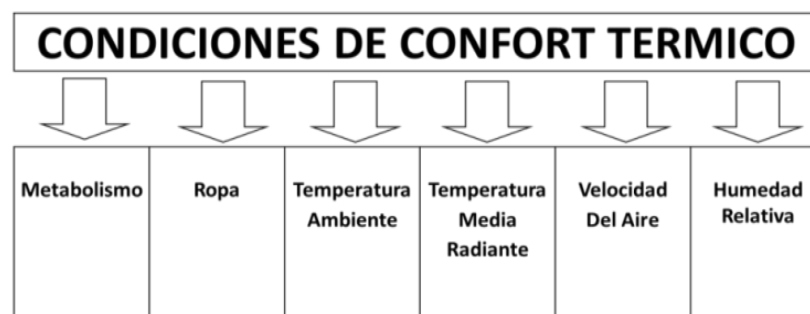 CONDICIONES DE CONFORT TERMICO
Metabolismo
Ropa
Temperatura
Ambiente
Temperatura
Media
Radiante
Velocidad
Del Aire
Humedad
Relativa